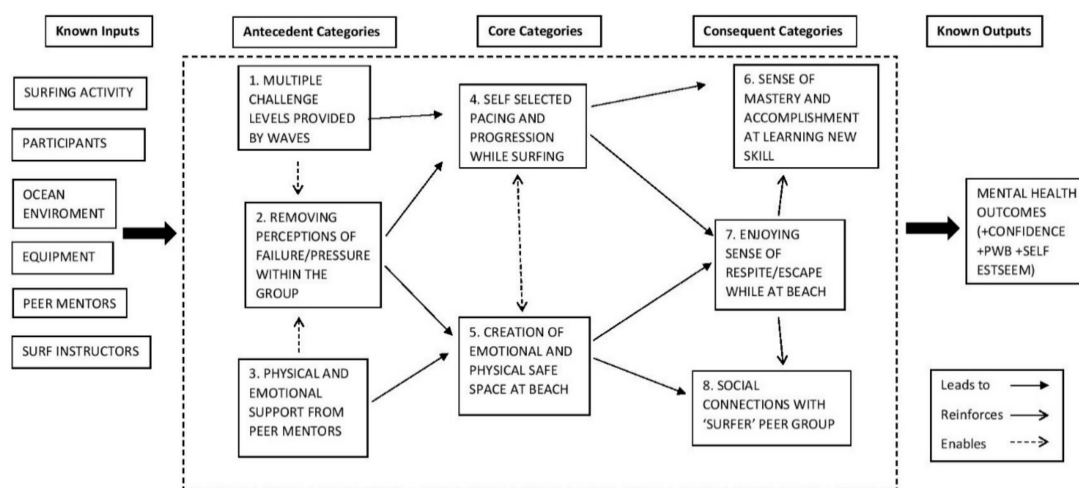 Known Inputs
Antecedent Categories
Core Categories
Consequent Categories
Known Outputs
SURFING ACTIVITY
PARTICIPANTS
OCEAN
ENVIROMENT
EQUIPMENT
PEER MENTORS
SURF INSTRUCTORS
1. MULTIPLE
CHALLENGE
LEVELS PROVIDED
BY WAVES
2. REMOVING
PERCEPTIONS OF
FAILURE/PRESSURE
WITHIN THE
GROUP
3. PHYSICAL AND
EMOTIONAL
SUPPORT FROM
PEER MENTORS
4. SELF SELECTED
PACING AND
PROGRESSION
WHILE SURFING
5. CREATION OF
EMOTIONAL AND
PHYSICAL SAFE
SPACE AT BEACH
6. SENSE OF
MASTERY AND
ACCOMPLISHMENT
AT LEARNING NEW
SKILL
7. ENJOYING
SENSE OF
RESPITE/ESCAPE
WHILE AT BEACH
8. SOCIAL
CONNECTIONS WITH
‘SURFER’ PEER GROUP
MENTAL HEALTH
OUTCOMES
(+CONFIDENCE
+PWB +SELF
ESTSEEM)
Leads to
Reinforces
Enables